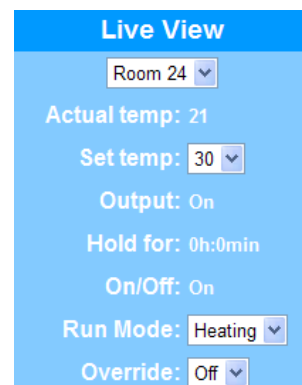 Live View
Room 24
Actual temp: 21
Set temp: 30
Output: On
Hold for: 0h:0min
On/Off: On
Run Mode: Heating
Override: Off